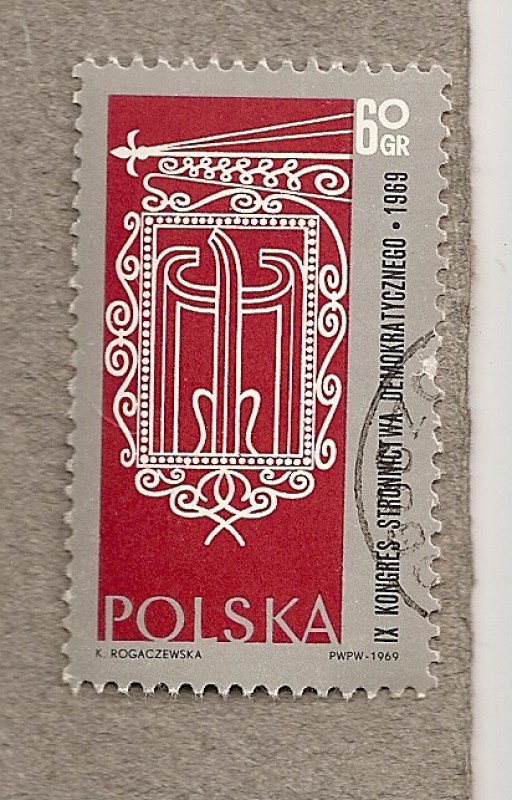 60
GR
IX KONGRES STRONNICTWA DEMOKRATYCZNEGO • 1969
POLSKA
K. ROGACZEWSKA
PWPW-1969